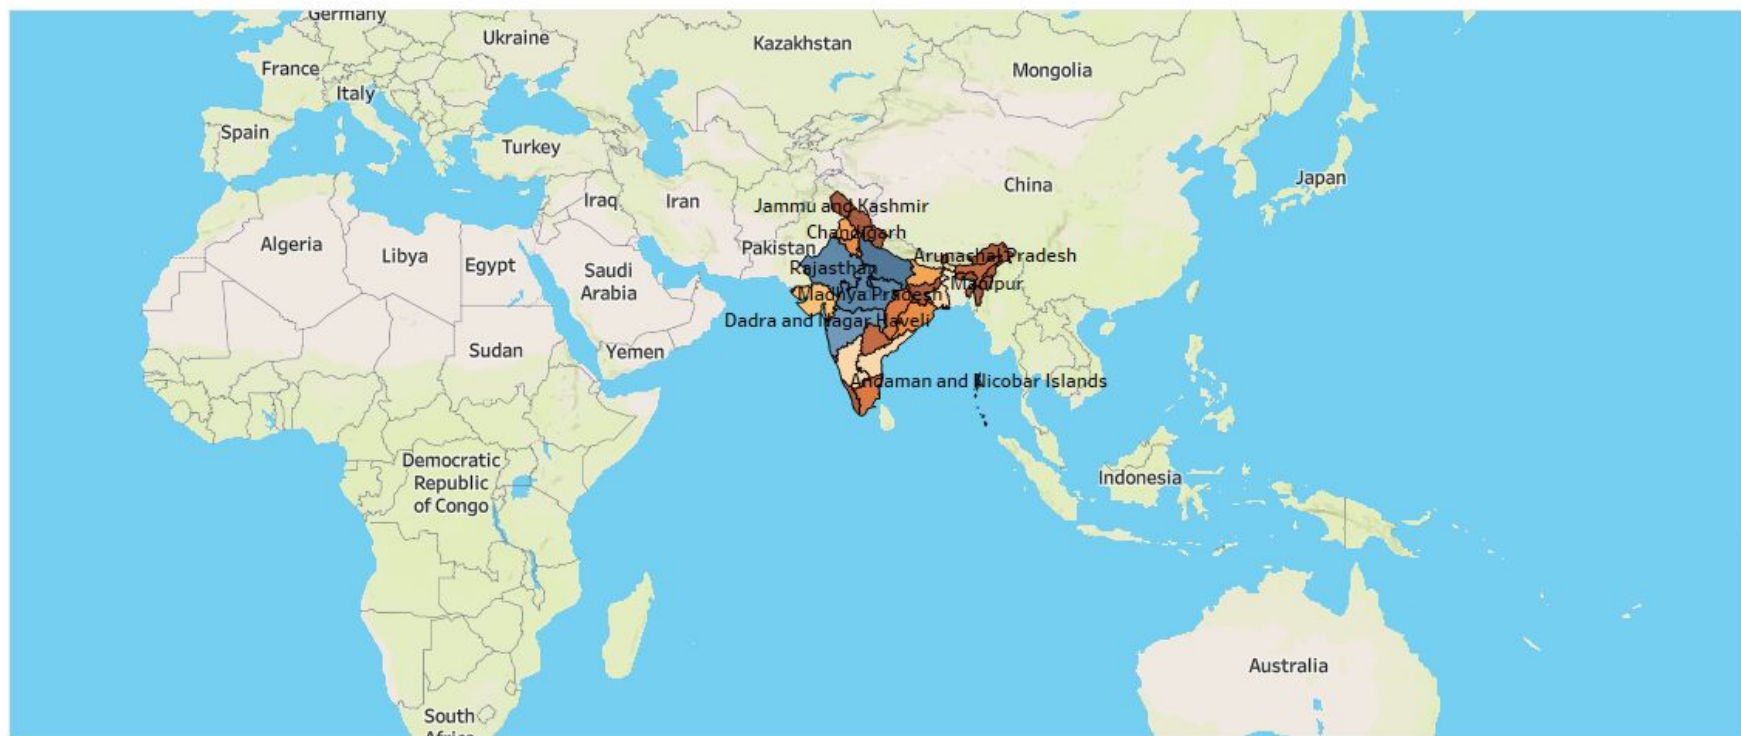 Germany
Ukraine
Kazakhstan
France
Mongolia
Italy
Spain
Turkey
Japan
China
Iraq
Iran
Jammu and Kashmir
Chandigarh
Algeria
Libya
Egypt
Pakistan
Arunachal Pradesh
Saudi
Arabia
Rajasthan
Manipur
Madhya Pradesh
Dadra and Nagar Haveli
Sudan
Yemen
Andaman and Nicobar Islands
Democratic
Republic
of Congo
Indonesia
Australia
South
Africa